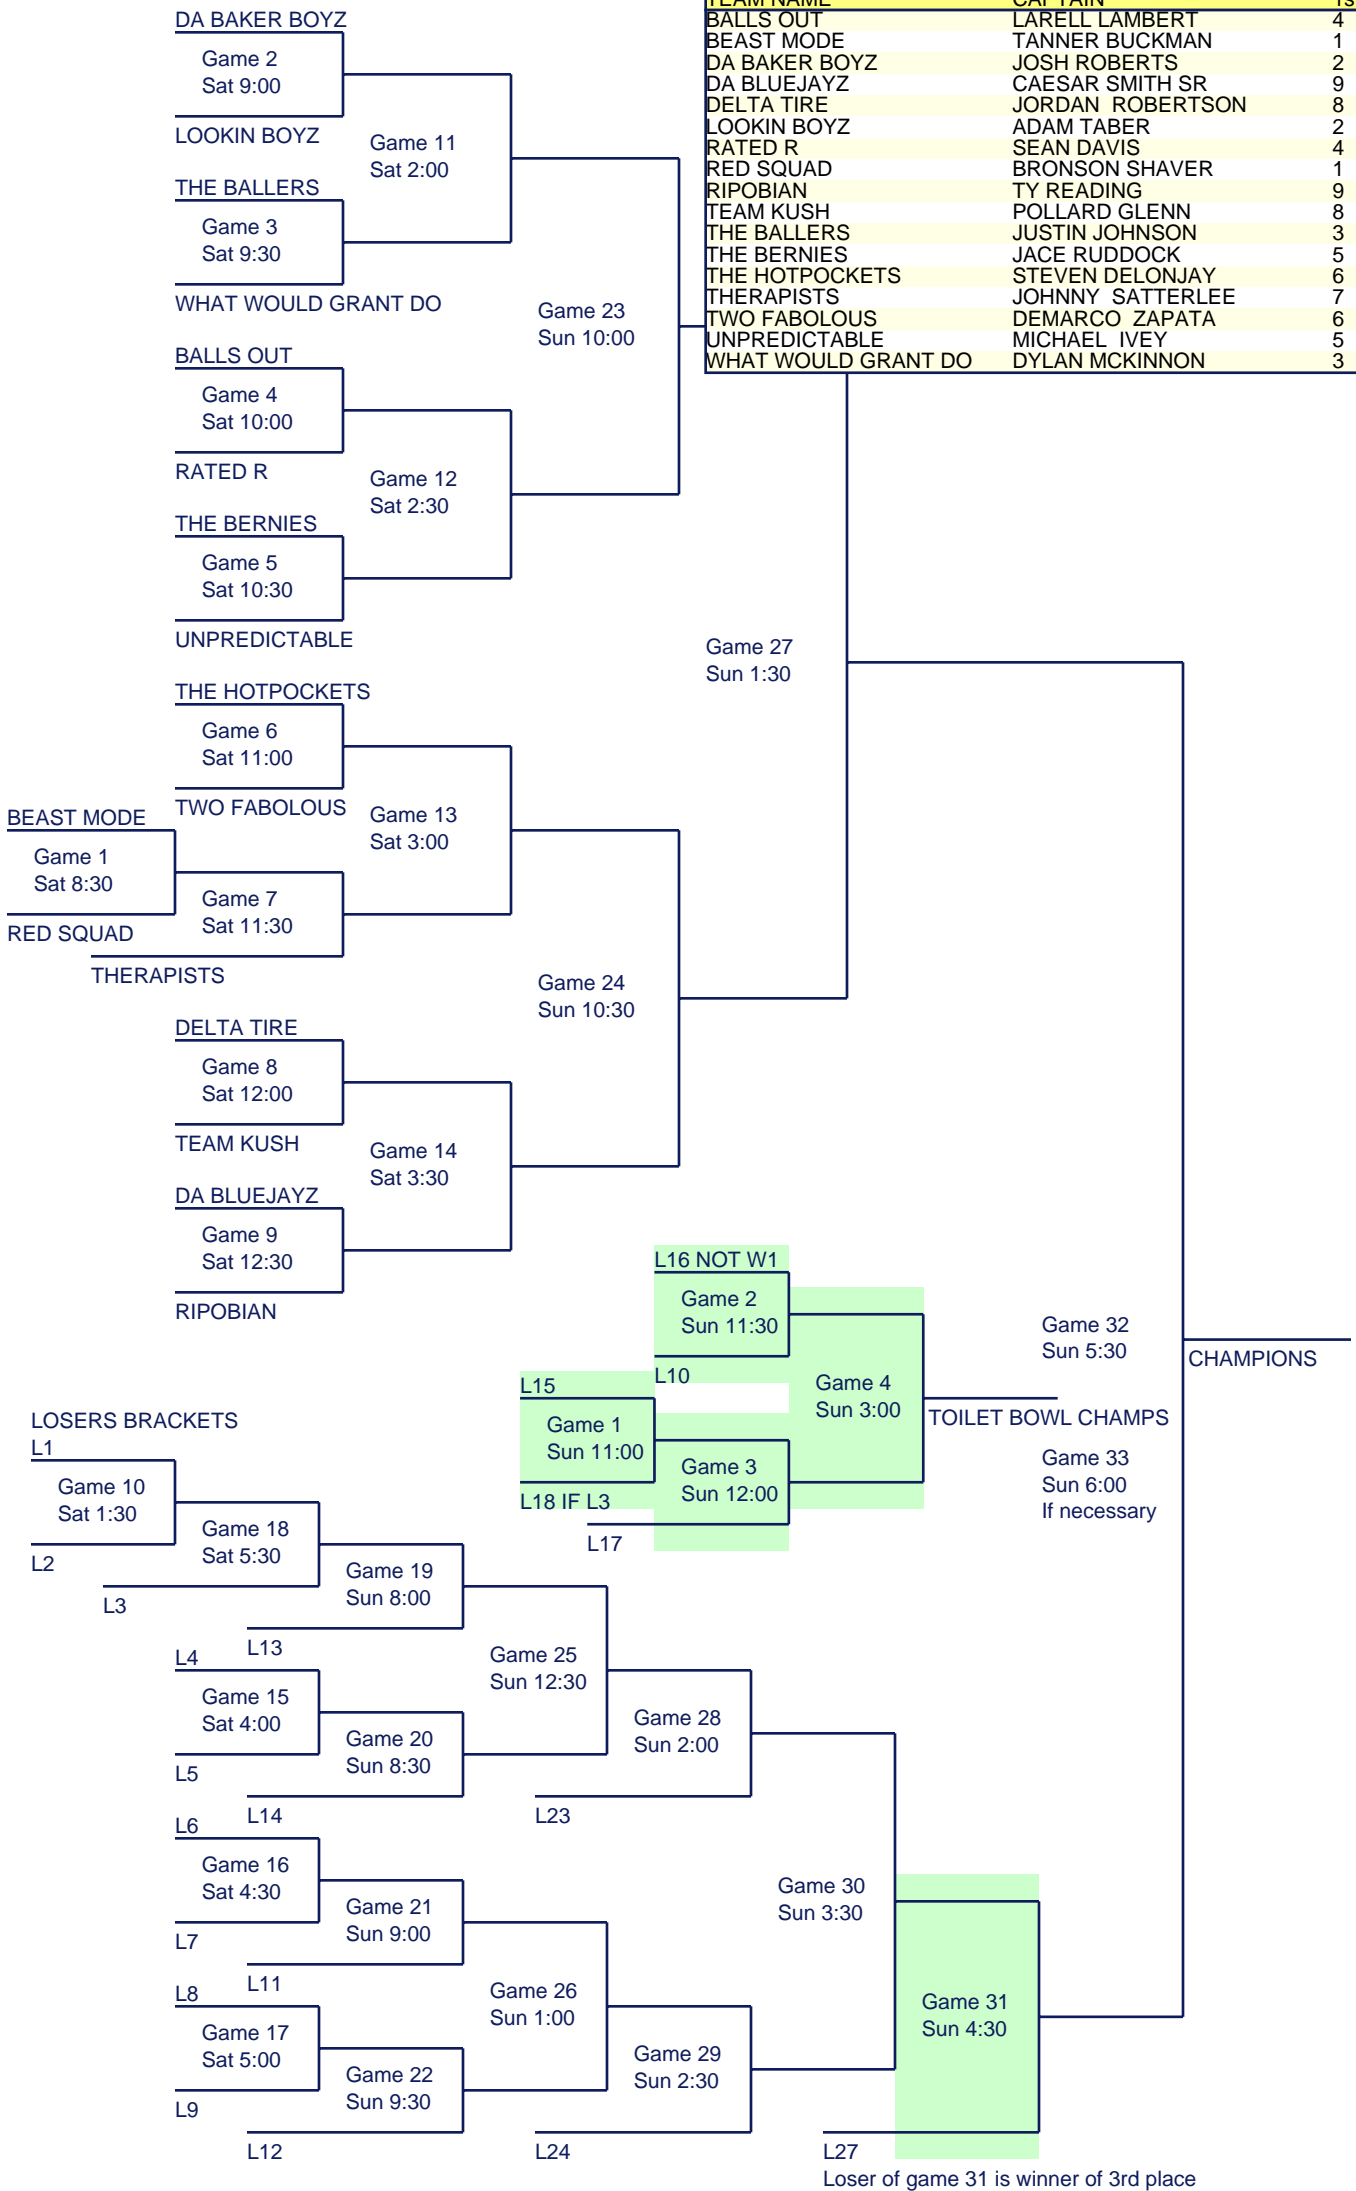 TEAM NAME CAPTAIN 1s
BALLS OUT LARELL LAMBERT 4
BEAST MODE TANNER BUCKMAN 1
DA BAKER BOYZ JOSH ROBERTS 2
DA BLUEJAYZ CAESAR SMITH SR 9
DELTA TIRE JORDAN  ROBERTSON 8
LOOKIN BOYZ ADAM TABER 2
RATED R SEAN DAVIS 4
RED SQUAD BRONSON SHAVER 1
RIPOBIAN TY READING 9
TEAM KUSH POLLARD GLENN 8
THE BALLERS JUSTIN JOHNSON 3
THE BERNIES JACE RUDDOCK 5
THE HOTPOCKETS STEVEN DELONJAY 6
THERAPISTS JOHNNY  SATTERLEE 7
TWO FABOLOUS DEMARCO  ZAPATA 6
UNPREDICTABLE MICHAEL  IVEY 5
WHAT WOULD GRANT DO DYLAN MCKINNON 3
DA BAKER BOYZ
Game 2
Sat 9:00
LOOKIN BOYZ
Game 11
Sat 2:00
THE BALLERS
Game 3
Sat 9:30
WHAT WOULD GRANT DO
Game 23
Sun 10:00
BALLS OUT
Game 4
Sat 10:00
RATED R
Game 12
Sat 2:30
THE BERNIES
Game 5
Sat 10:30
UNPREDICTABLE
Game 27
Sun 1:30
THE HOTPOCKETS
Game 6
Sat 11:00
TWO FABOLOUS
Game 13
Sat 3:00
BEAST MODE
Game 1
Sat 8:30
RED SQUAD
Game 7
Sat 11:30
THERAPISTS
Game 24
Sun 10:30
DELTA TIRE
Game 8
Sat 12:00
TEAM KUSH
Game 14
Sat 3:30
DA BLUEJAYZ
Game 9
Sat 12:30
RIPOBIAN
L16 NOT W1
Game 2
Sun 11:30
L10
L15
Game 1
Sun 11:00
L18 IF L3
Game 3
Sun 12:00
L17
Game 4
Sun 3:00
TOILET BOWL CHAMPS
Game 32
Sun 5:30
CHAMPIONS
Game 33
Sun 6:00
If necessary
LOSERS BRACKETS
L1
Game 10
Sat 1:30
L2
Game 18
Sat 5:30
L3
Game 19
Sun 8:00
L13
L4
Game 15
Sat 4:00
L5
Game 20
Sun 8:30
L14
Game 25
Sun 12:30
Game 28
Sun 2:00
L23
L6
Game 16
Sat 4:30
L7
Game 21
Sun 9:00
L11
L8
Game 17
Sat 5:00
L9
Game 22
Sun 9:30
L12
Game 26
Sun 1:00
Game 29
Sun 2:30
L24
Game 30
Sun 3:30
Game 31
Sun 4:30
L27
Loser of game 31 is winner of 3rd place